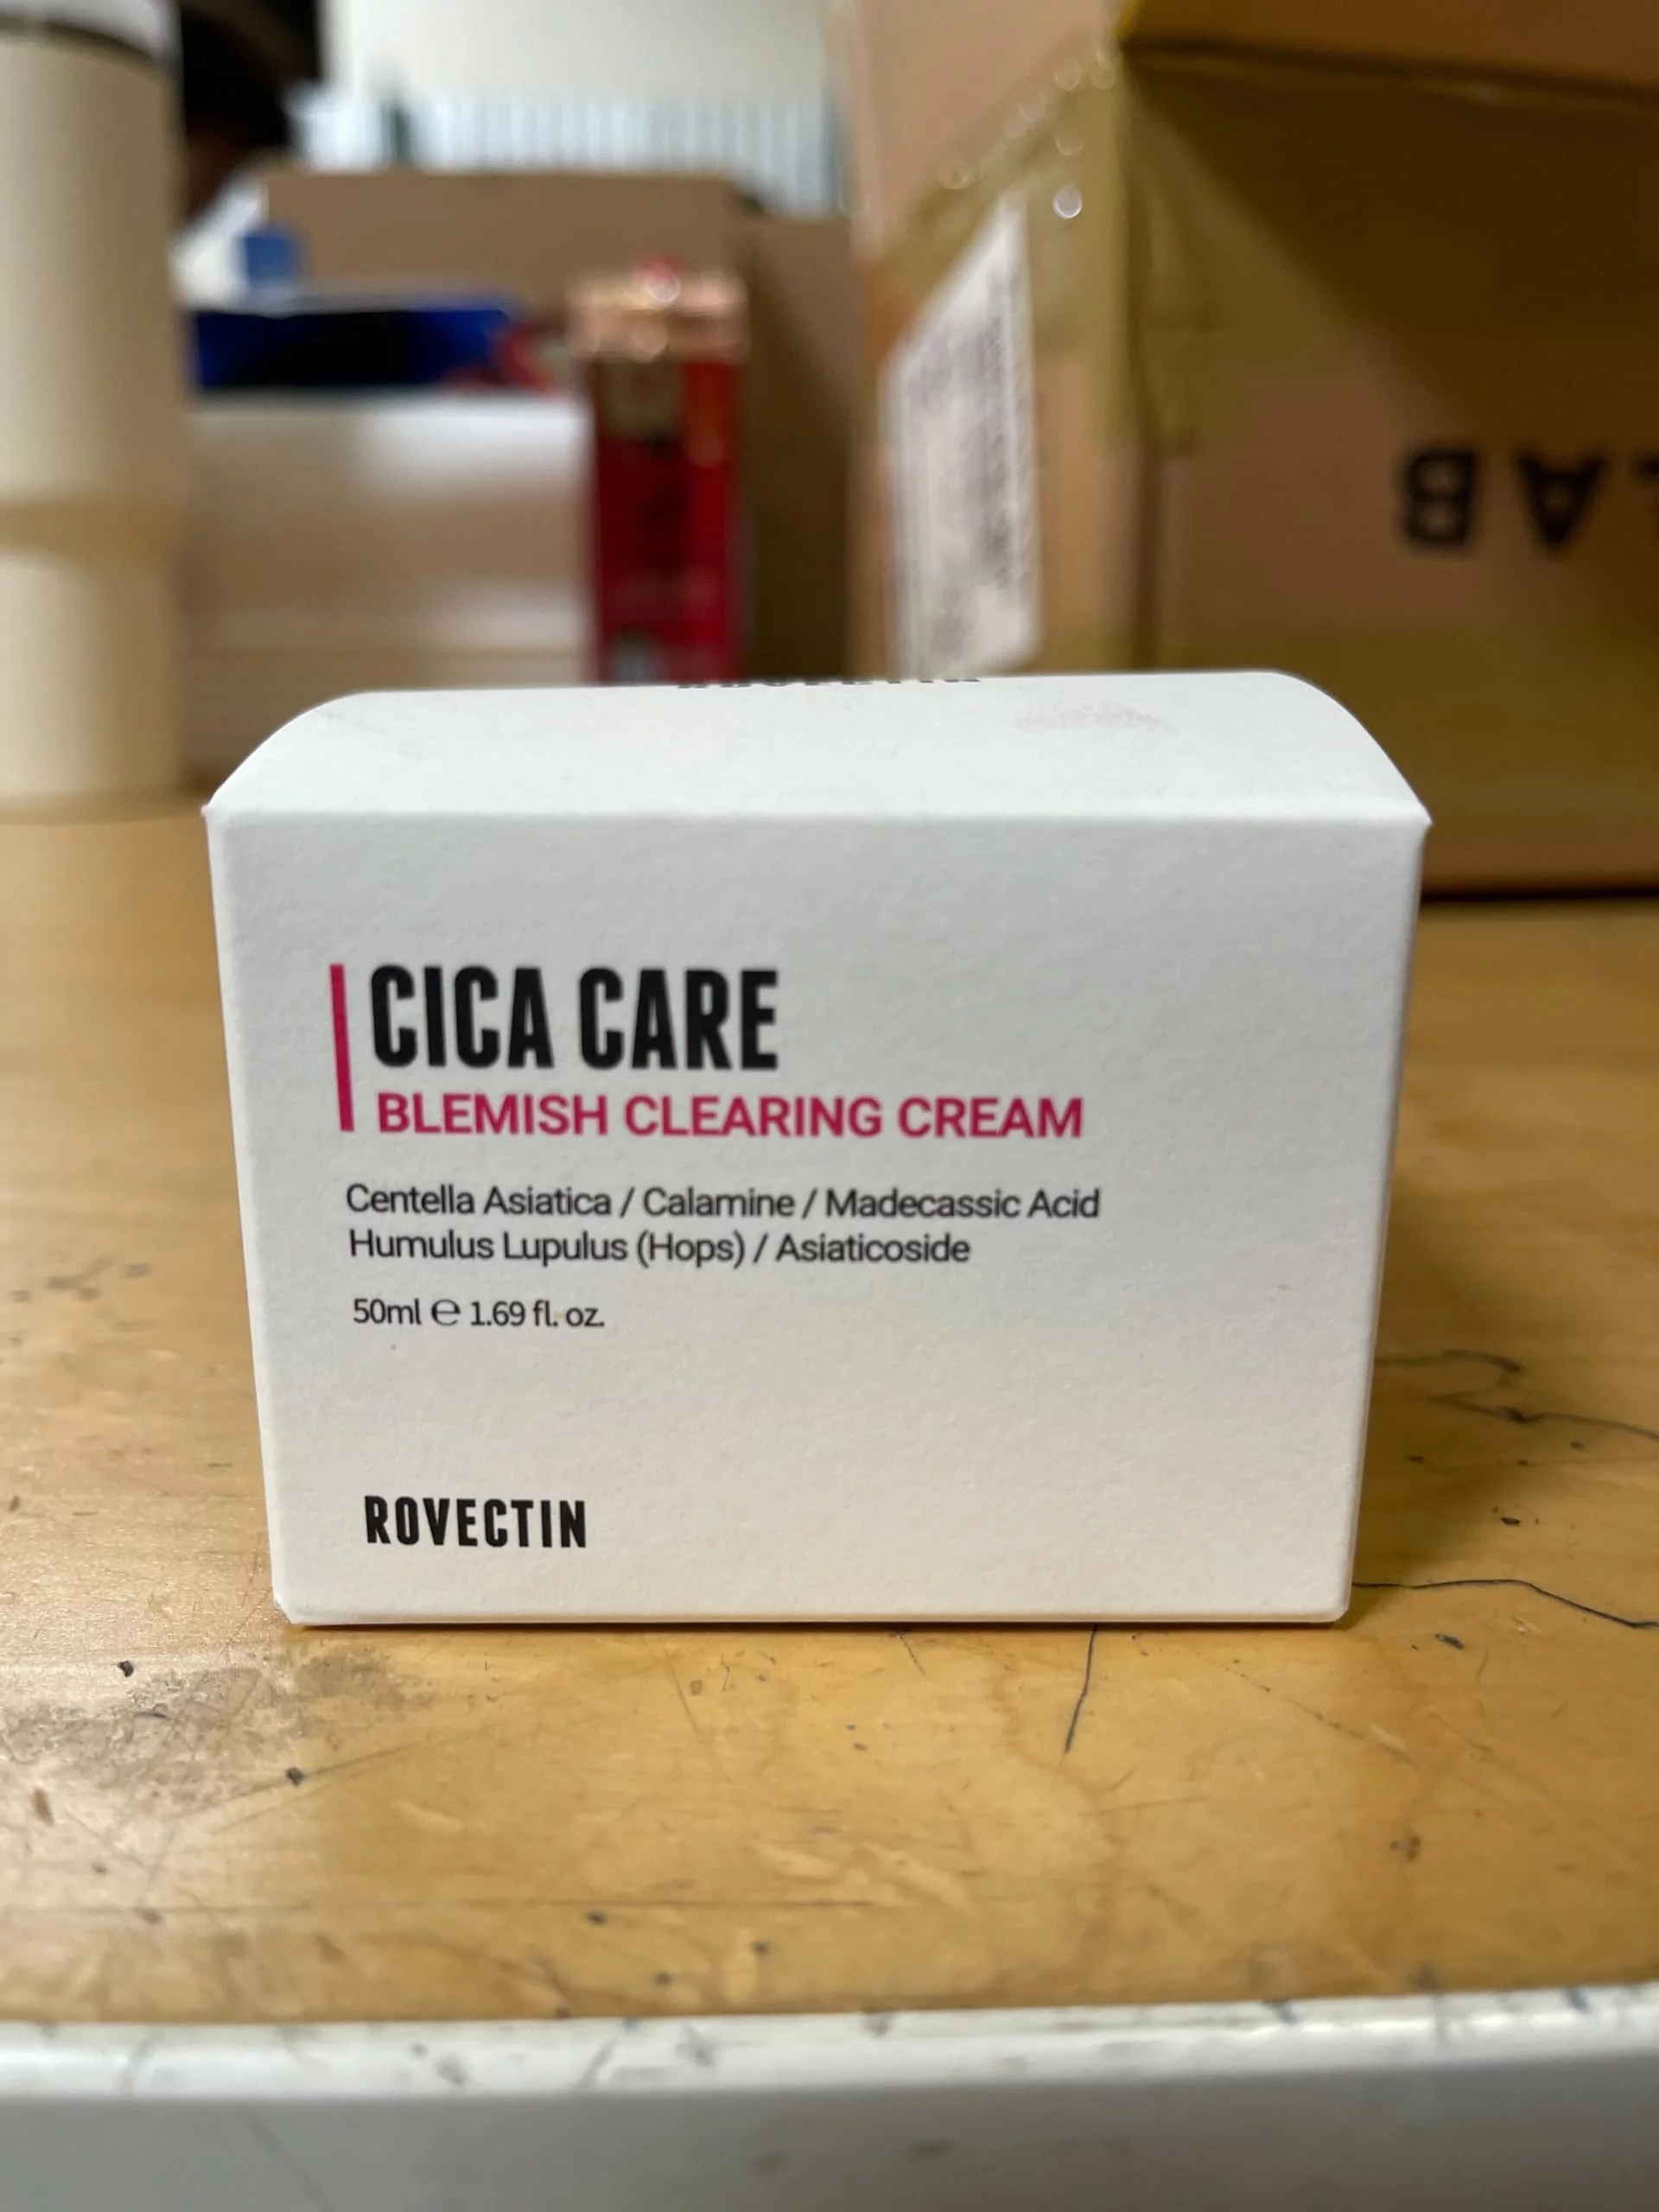 LAB
CICA CARE
BLEMISH CLEARING CREAM
Centella Asiatica / Calamine / Madecassic Acid
Humulus Lupulus (Hops) / Asiaticoside
50ml ℮ 1.69 fl. oz.
ROVECTIN